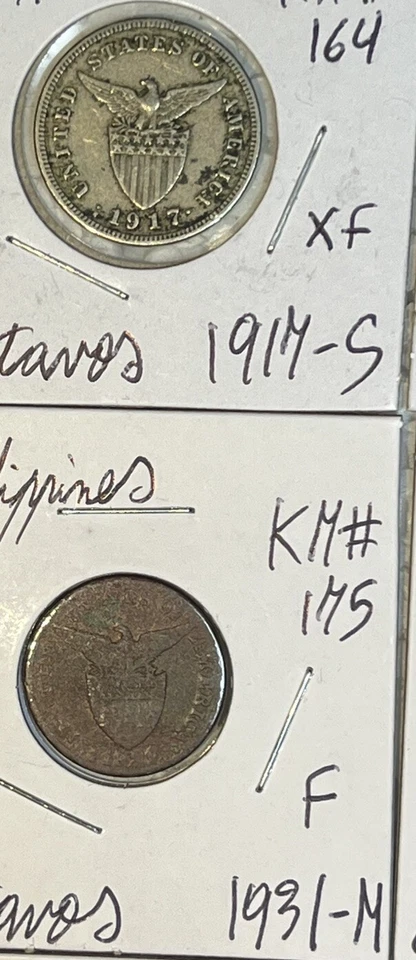 164
UNITED STATES OF AMERICA
1917
XF
tavos 1917-S
ippines
KM#
175
F
avos 1931-M